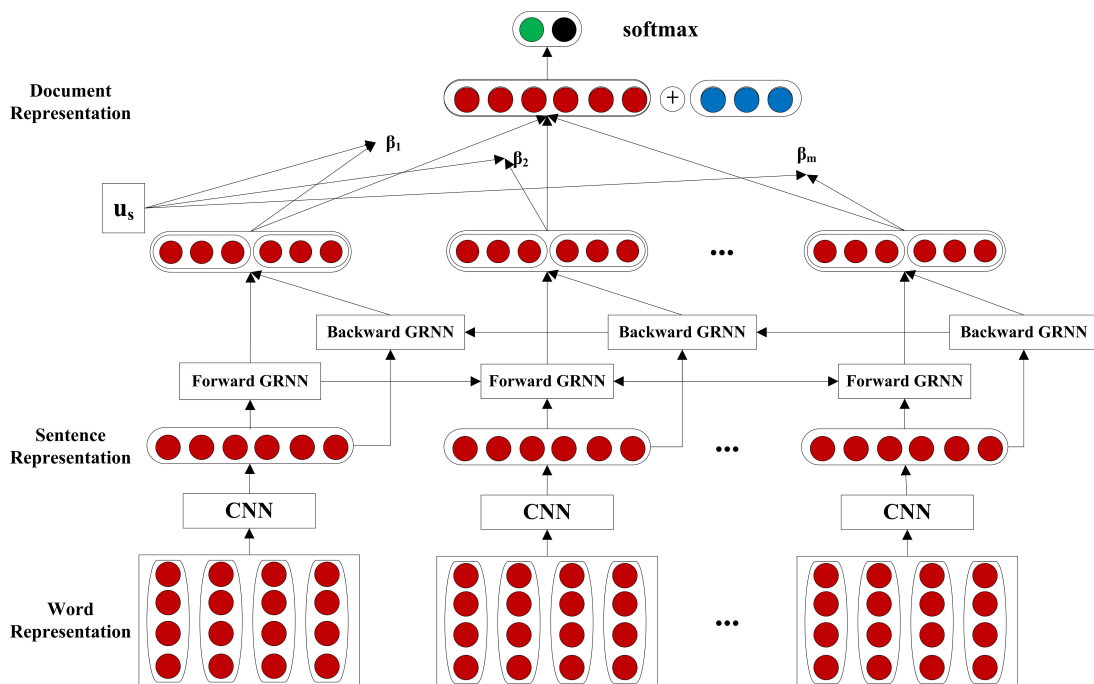 softmax
Document
Representation
+
β1
β2
βm
us
...
Backward GRNN
Backward GRNN
Backward GRNN
Forward GRNN
Forward GRNN
Forward GRNN
Sentence
Representation
...
CNN
CNN
CNN
Word
Representation
...